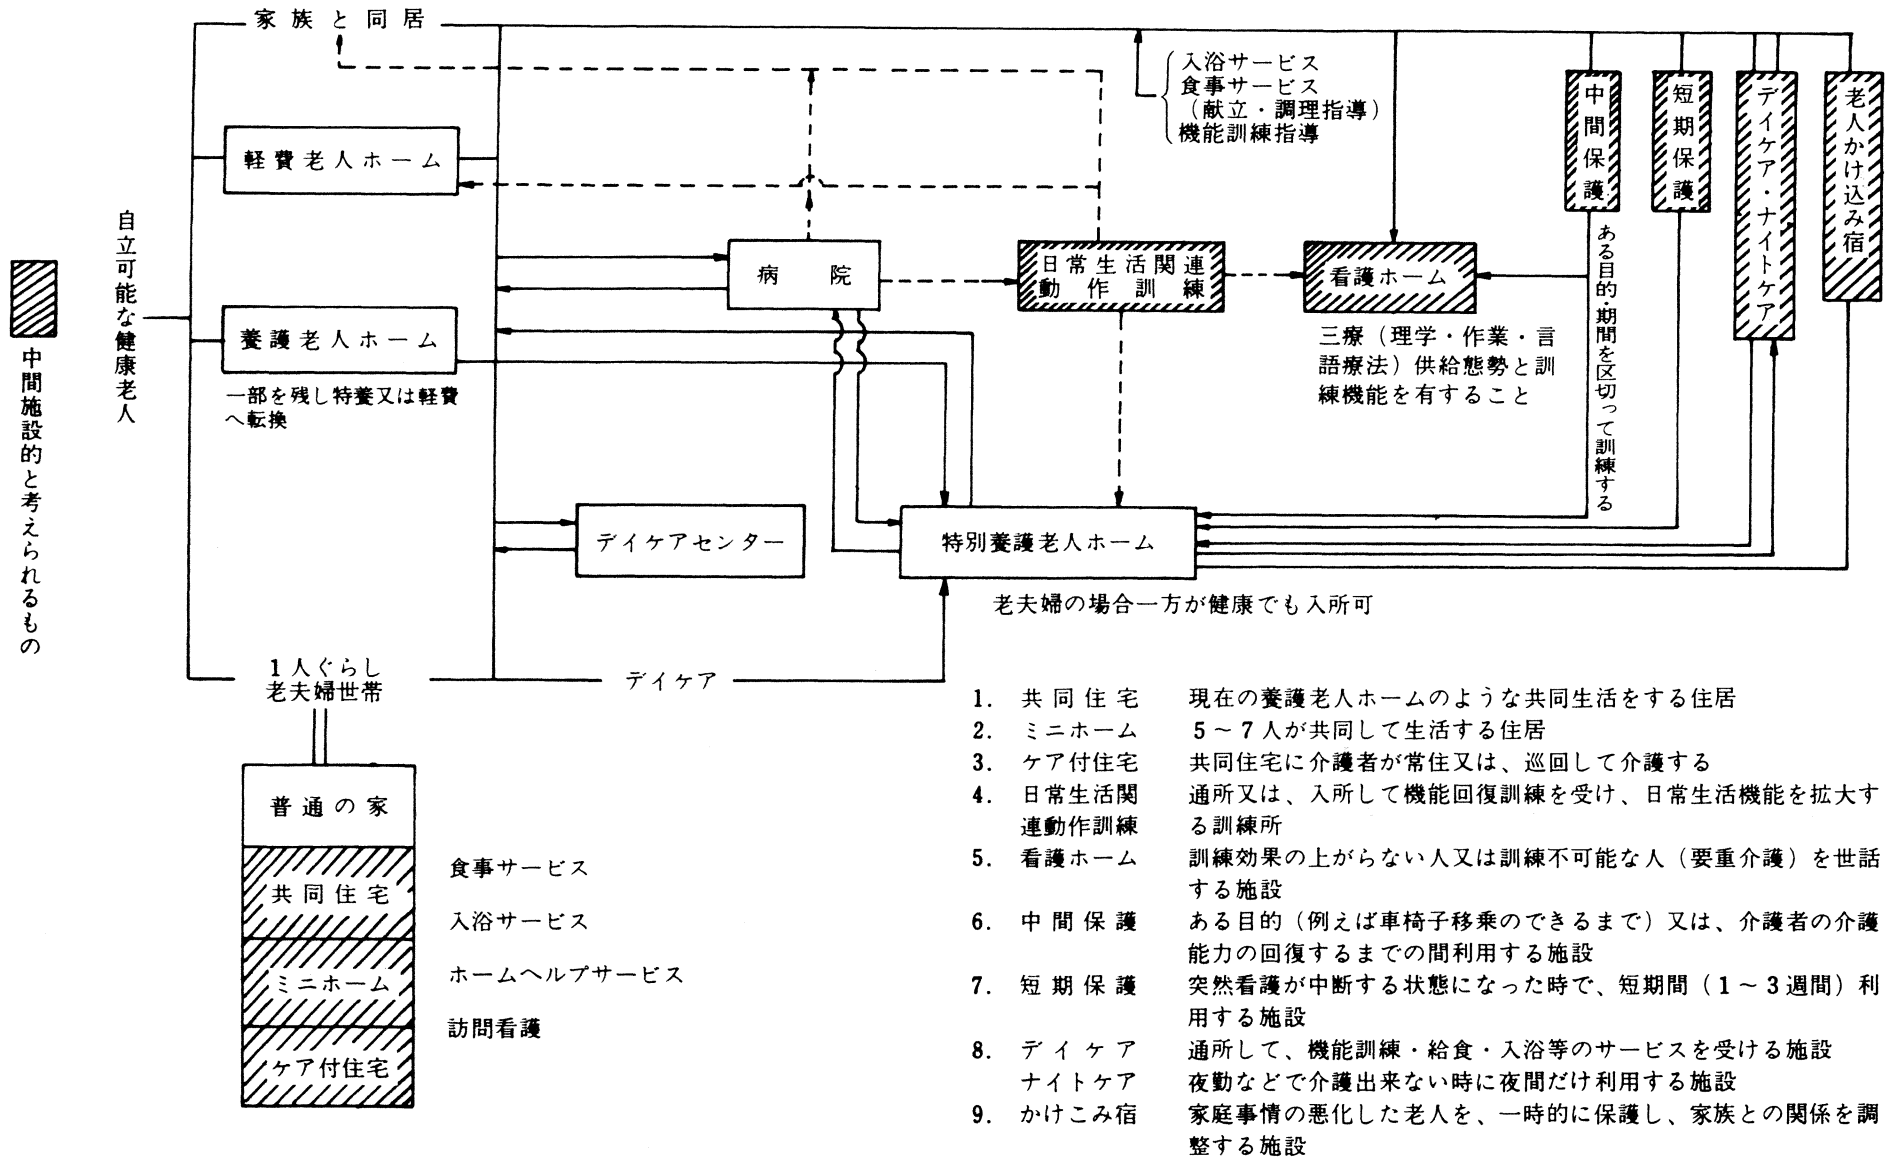 家族と同居
入浴サービス
食事サービス
(献立・調理指導)
機能訓練指導
中間保護
短期保護
デイケア・ナイトケア
老人かけ込み宿
軽費老人ホーム
自立可能な健康老人
病院
日常生活関連
動作訓練
看護ホーム
ある目的・期間を区切って訓練する
養護老人ホーム
三療(理学・作業・言
語療法)供給態勢と訓
練機能を有すること
一部を残し特養又は軽費
へ転換
中間施設的と考えられるもの
デイケアセンター
特別養護老人ホーム
老夫婦の場合一方が健康でも入所可
1人ぐらし
老夫婦世帯
デイケア
普通の家
共同住宅
ミニホーム
ケア付住宅
食事サービス
入浴サービス
ホームヘルプサービス
訪問看護
1. 共同住宅 現在の養護老人ホームのような共同生活をする住居
2. ミニホーム 5〜7人が共同して生活する住居
3. ケア付住宅 共同住宅に介護者が常住又は、巡回して介護する
4. 日常生活関 通所又は、入所して機能回復訓練を受け、日常生活機能を拡大す
連動作訓練 る訓練所
5. 看護ホーム 訓練効果の上がらない人又は訓練不可能な人(要重介護)を世話
する施設
6. 中間保護 ある目的(例えば車椅子移乗のできるまで)又は、介護者の介護
能力の回復するまでの間利用する施設
7. 短期保護 突然看護が中断する状態になった時で、短期間(1〜3週間)利
用する施設
8. デイケア 通所して、機能訓練・給食・入浴等のサービスを受ける施設
ナイトケア 夜勤などで介護出来ない時に夜間だけ利用する施設
9. かけこみ宿 家庭事情の悪化した老人を、一時的に保護し、家族との関係を調
整する施設